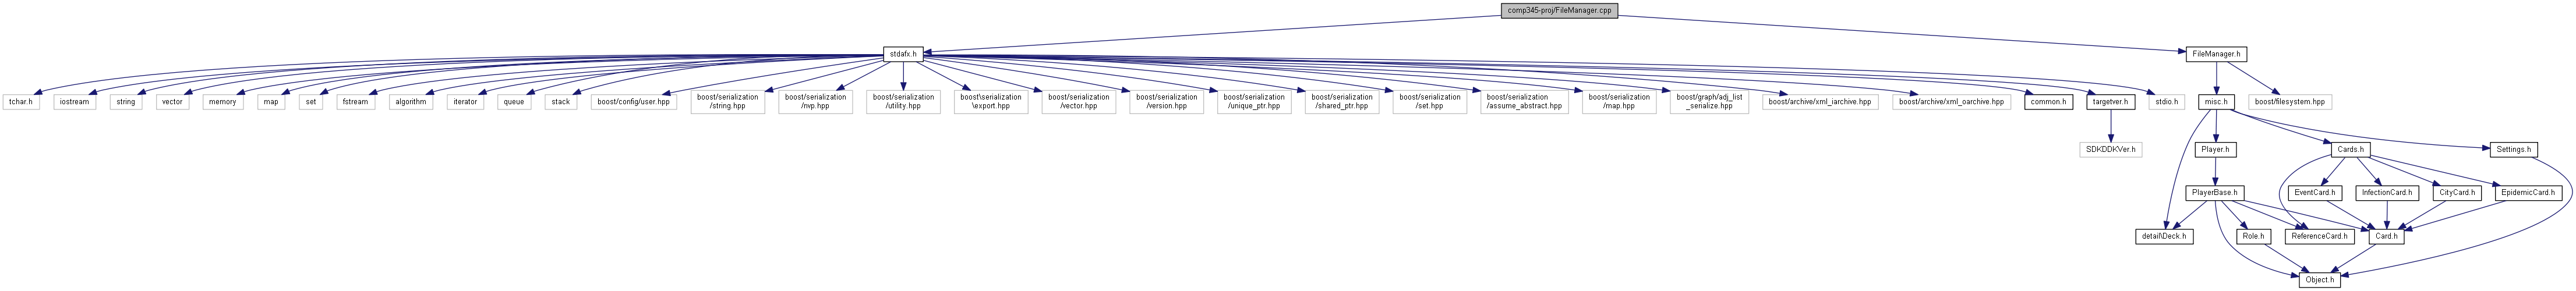 comp345-proj/FileManager.cpp
stdafx.h
FileManager.h
tchar.h
iostream
string
vector
memory
map
set
fstream
algorithm
iterator
queue
stack
boost/config/user.hpp
boost/serialization
/string.hpp
boost/serialization
/nvp.hpp
boost/serialization
/utility.hpp
boost\serialization
\export.hpp
boost/serialization
/vector.hpp
boost/serialization
/version.hpp
boost/serialization
/unique_ptr.hpp
boost/serialization
/shared_ptr.hpp
boost/serialization
/set.hpp
boost/serialization
/assume_abstract.hpp
boost/serialization
/map.hpp
boost/graph/adj_list
_serialize.hpp
boost/archive/xml_iarchive.hpp
boost/archive/xml_oarchive.hpp
common.h
targetver.h
stdio.h
misc.h
boost/filesystem.hpp
SDKDDKVer.h
Player.h
Cards.h
Settings.h
PlayerBase.h
EventCard.h
InfectionCard.h
CityCard.h
EpidemicCard.h
detail\Deck.h
Role.h
ReferenceCard.h
Card.h
Object.h